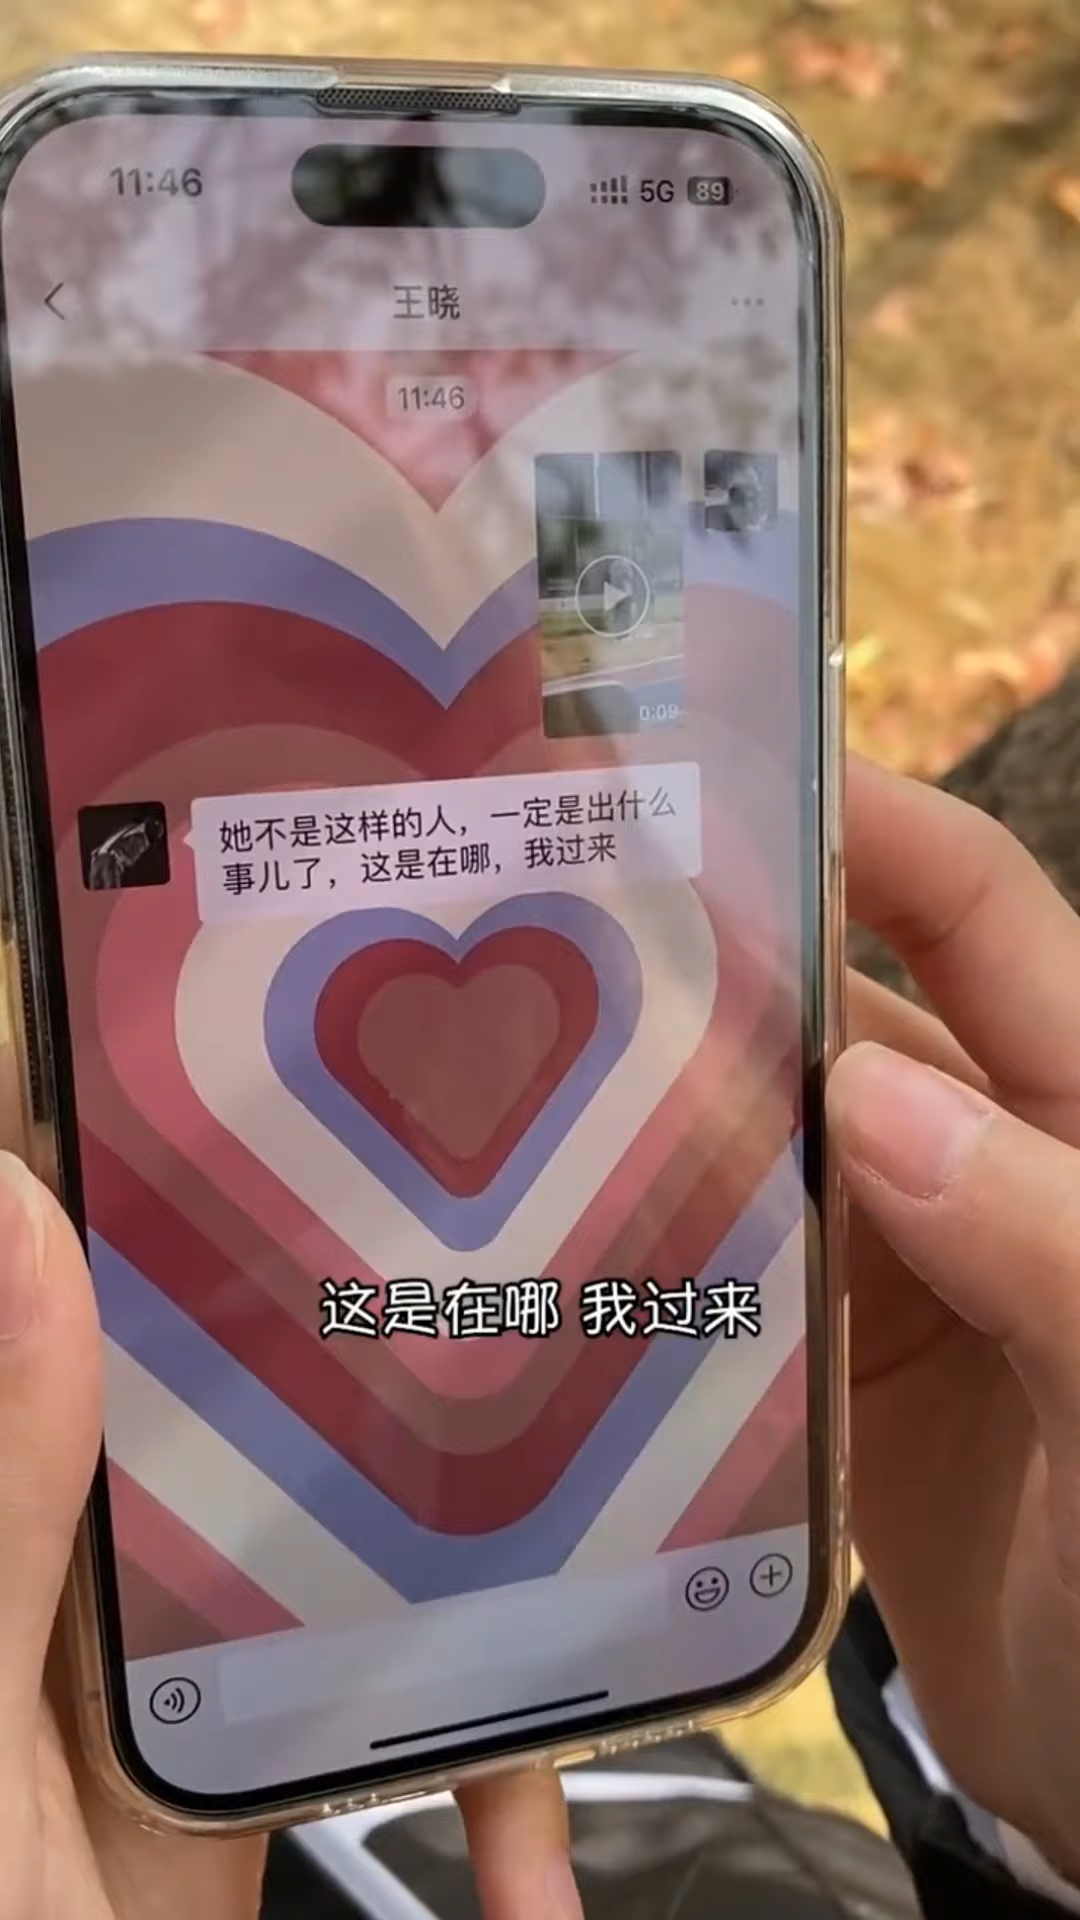 11:46
5G 89
王晓
11:46
0:09
她不是这样的人，一定是出什么
事儿了，这是在哪，我过来
这是在哪 我过来